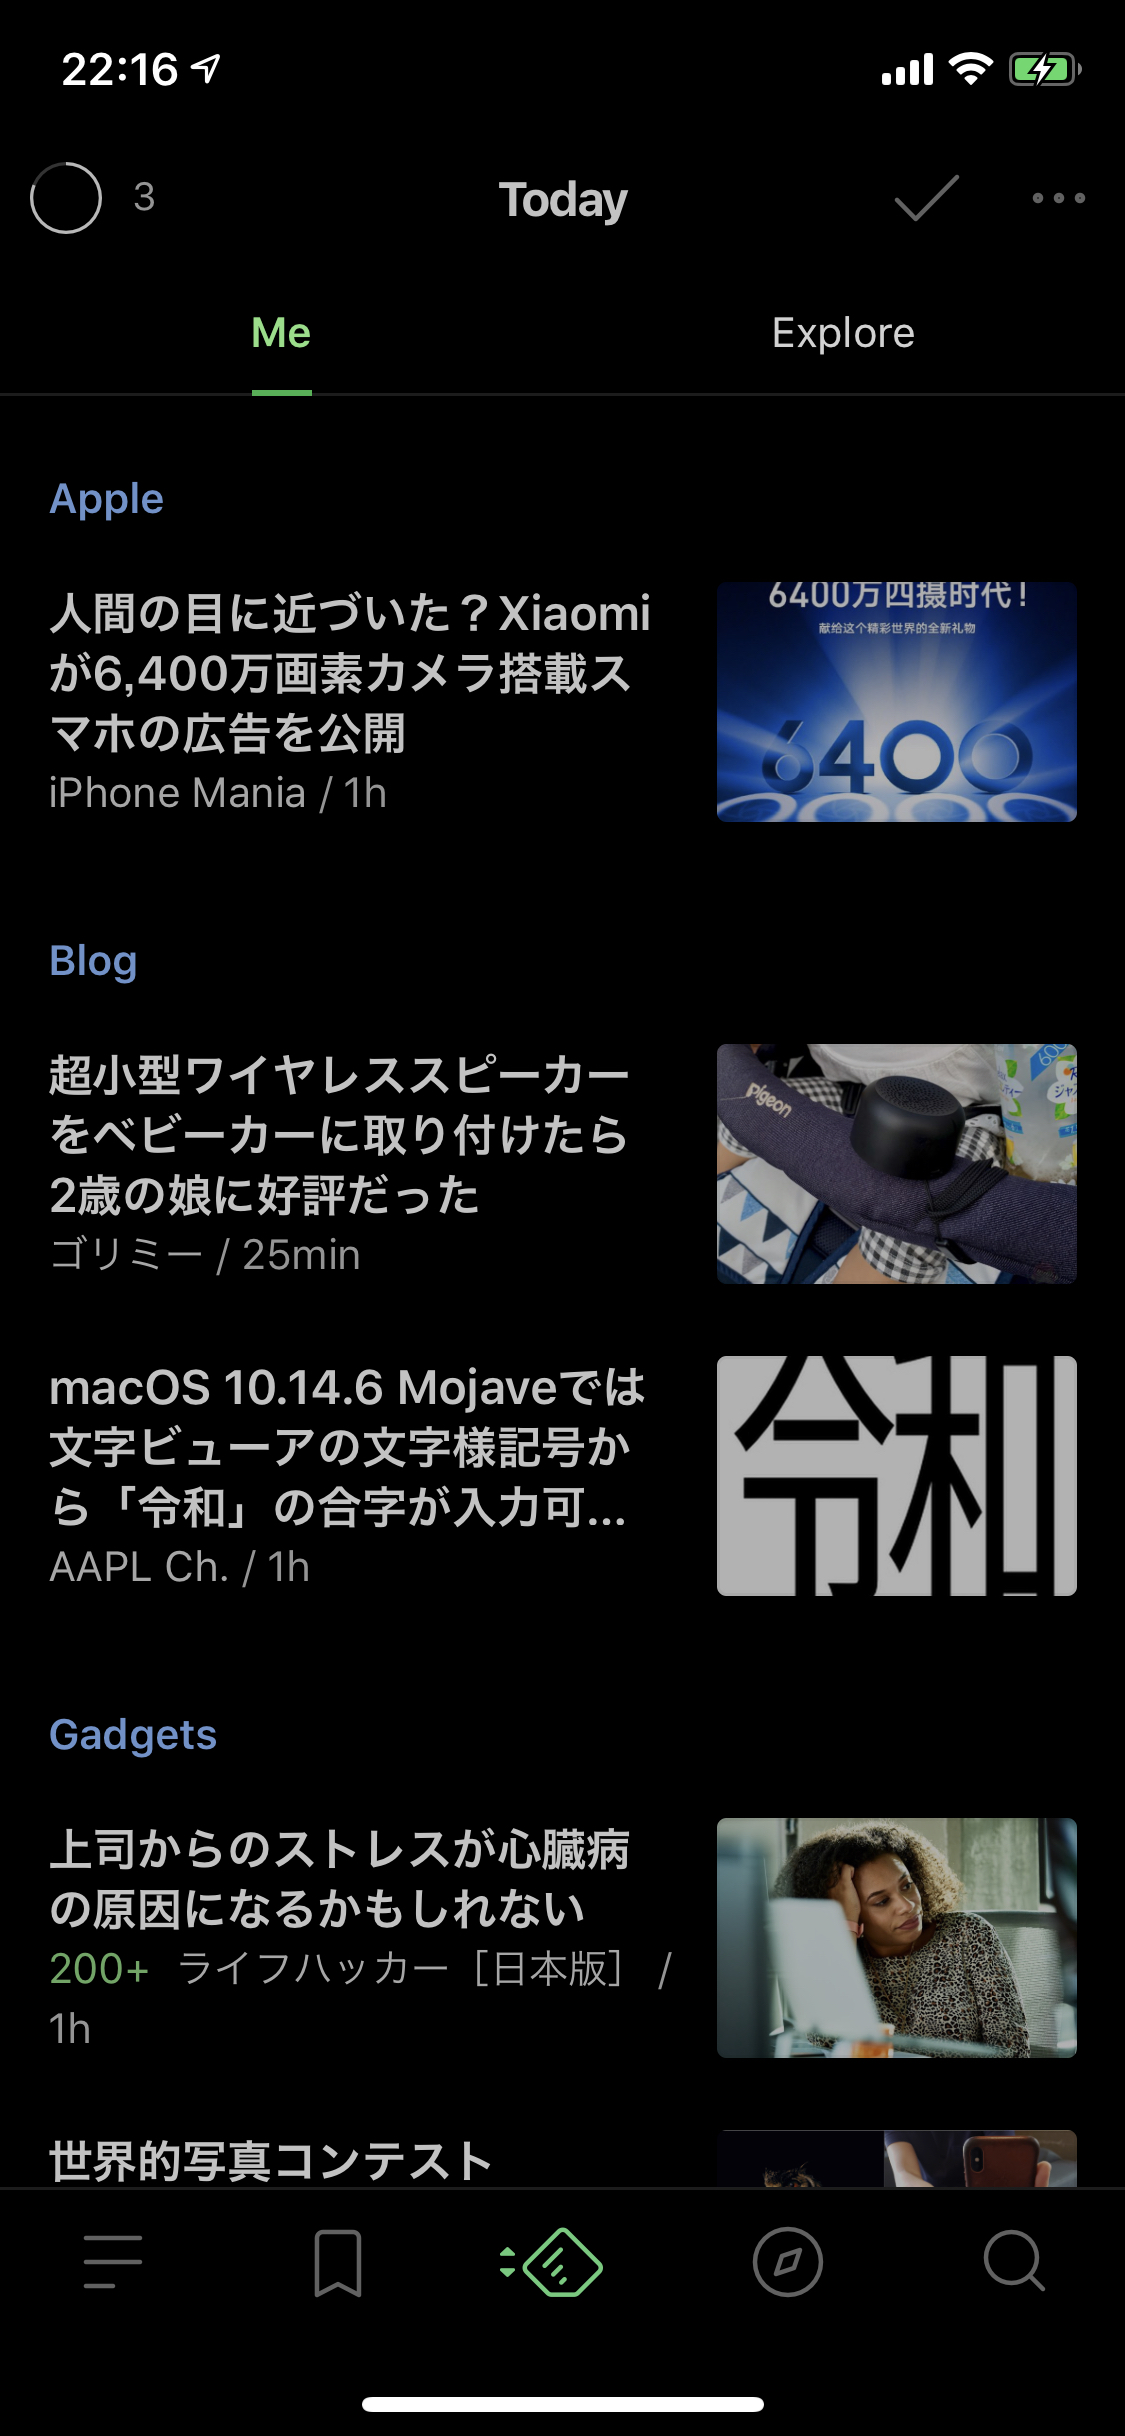 22:16
3
Today
Me
Explore
Apple
人間の目に近づいた？Xiaomi
が6,400万画素カメラ搭載ス
マホの広告を公開
iPhone Mania / 1h
6400万四摄时代！
献给这个精彩世界的全新礼物
6400
Blog
超小型ワイヤレススピーカー
をベビーカーに取り付けたら
2歳の娘に好評だった
ゴリミー / 25min
Pigeon
600
macOS 10.14.6 Mojaveでは
文字ビューアの文字様記号か
ら「令和」の合字が入力可...
AAPL Ch. / 1h
令和
Gadgets
上司からのストレスが心臓病
の原因になるかもしれない
200+ ライフハッカー［日本版］ /
1h
世界的写真コンテスト